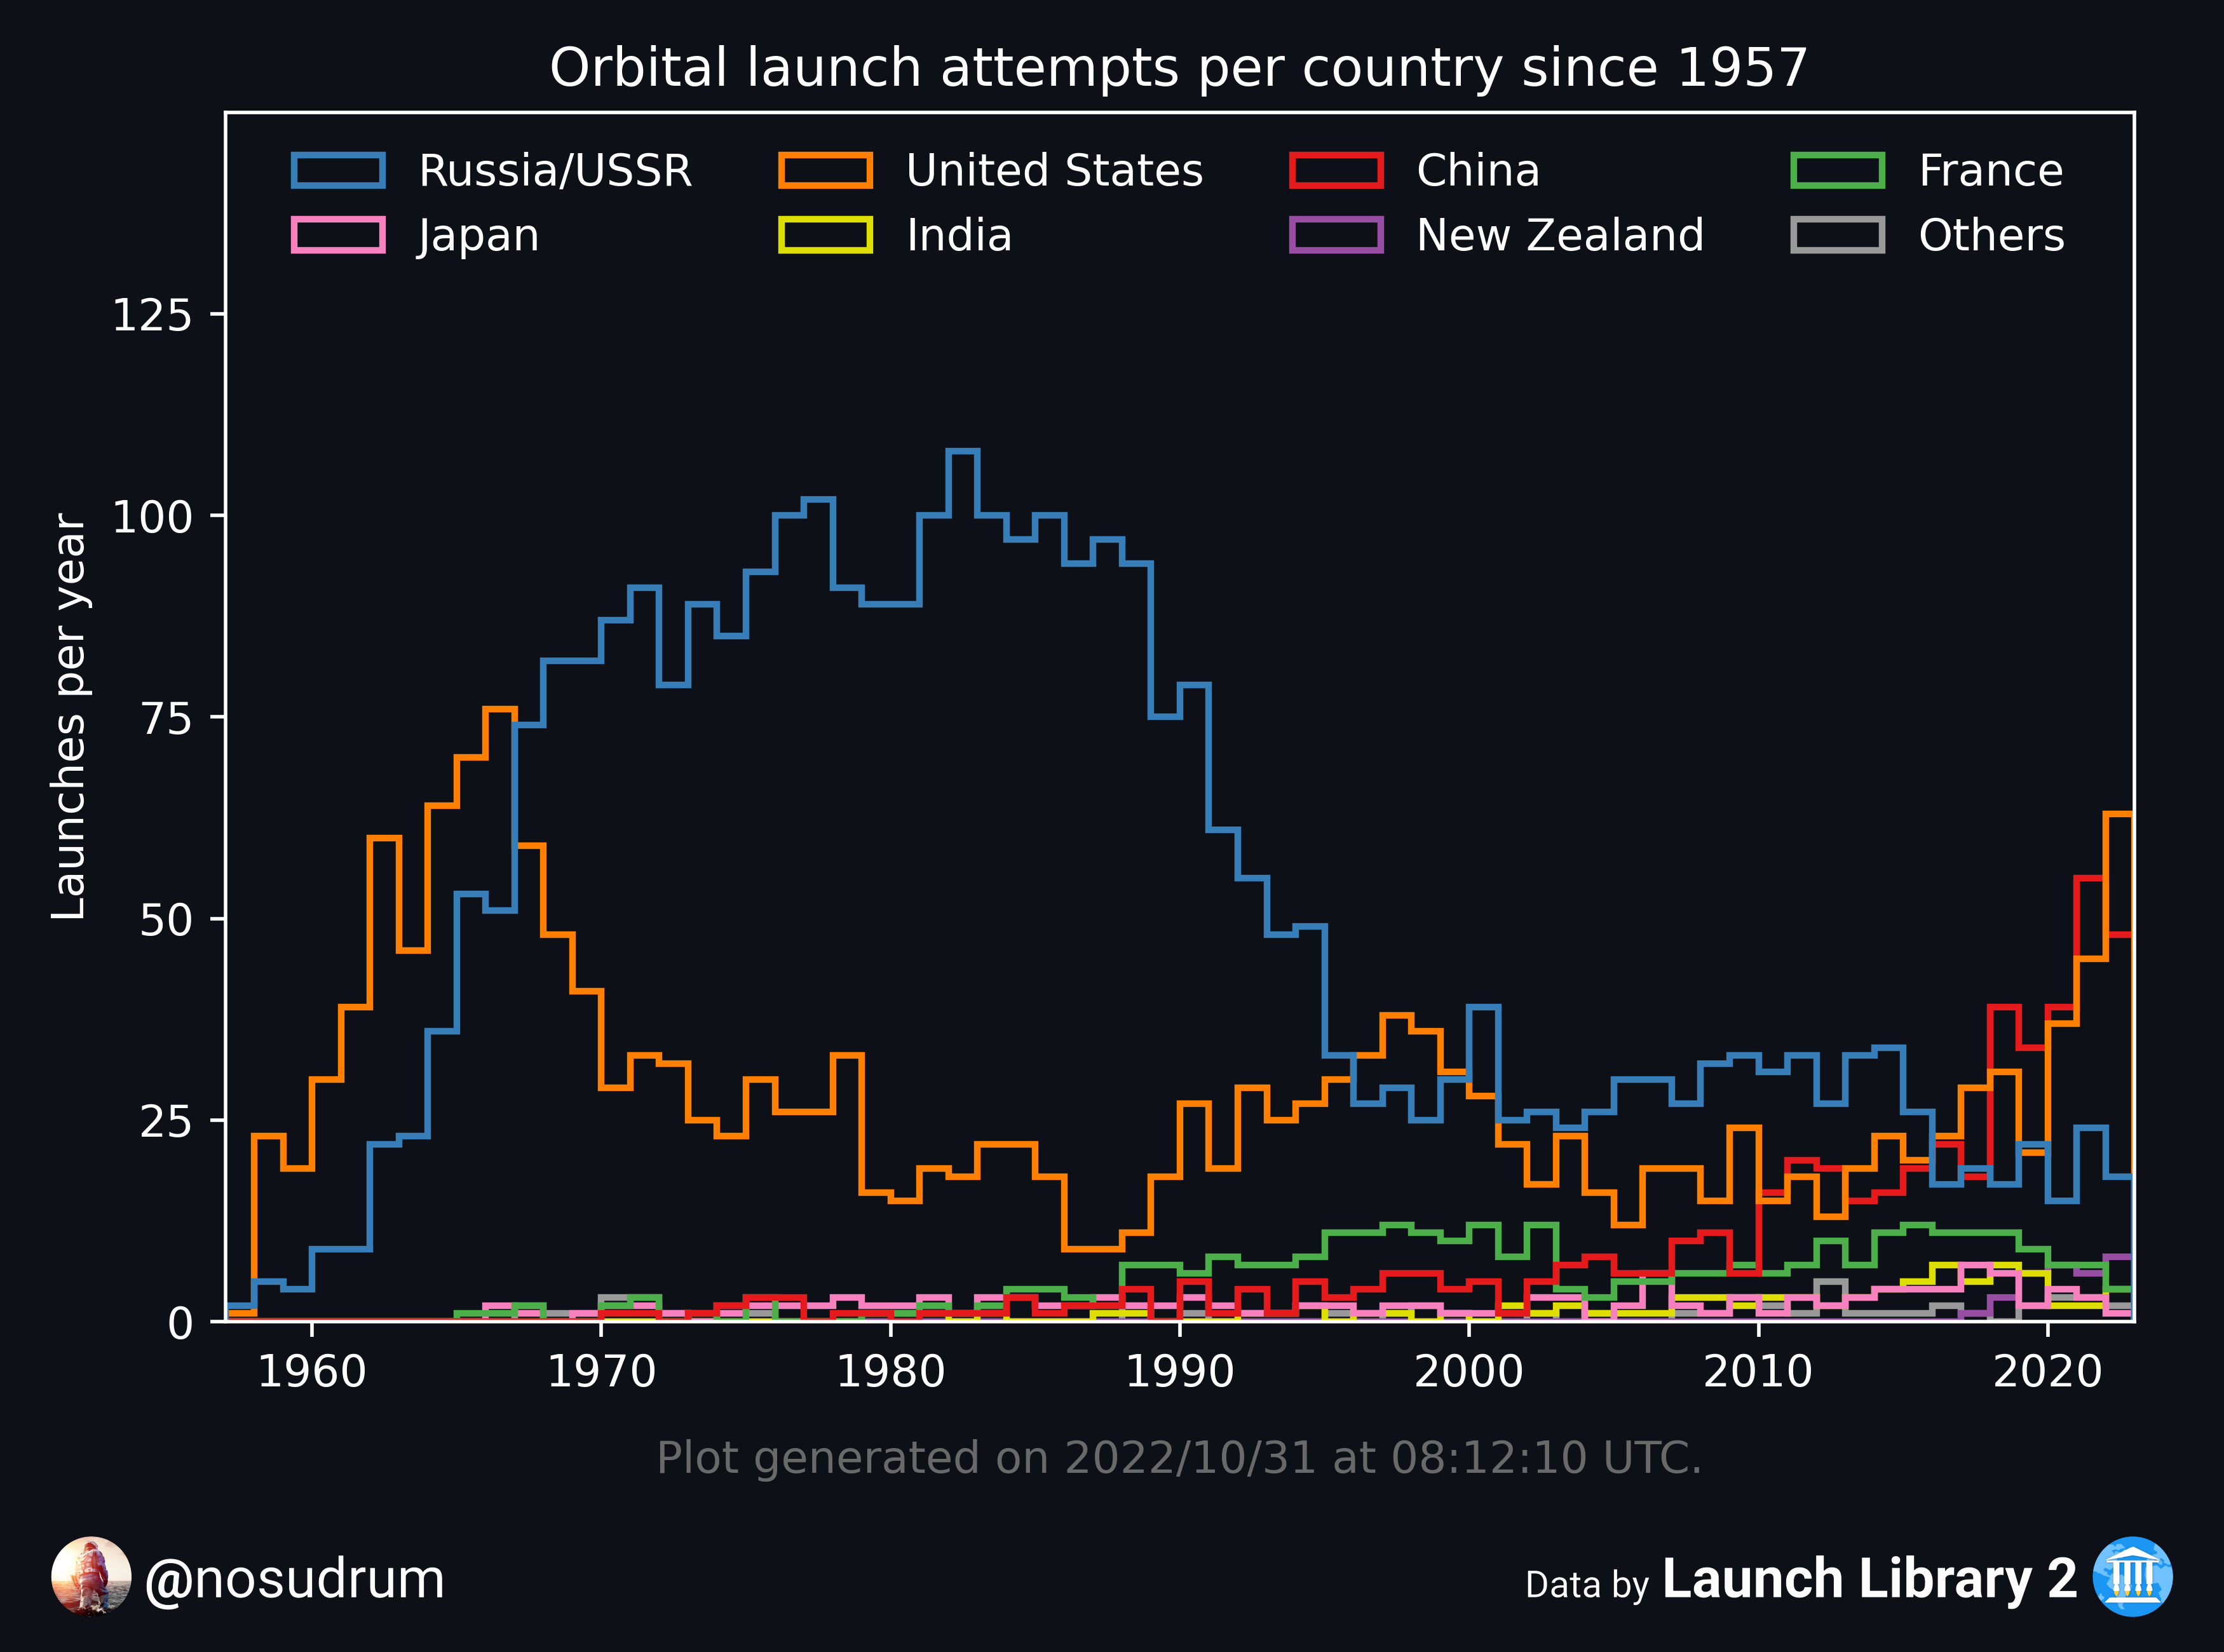 Orbital launch attempts per country since 1957
Russia/USSR United States China France
Japan India New Zealand Others
Launches per year
125
100
75
50
25
0
1960 1970 1980 1990 2000 2010 2020
Plot generated on 2022/10/31 at 08:12:10 UTC.
@nosudrum
Data by Launch Library 2